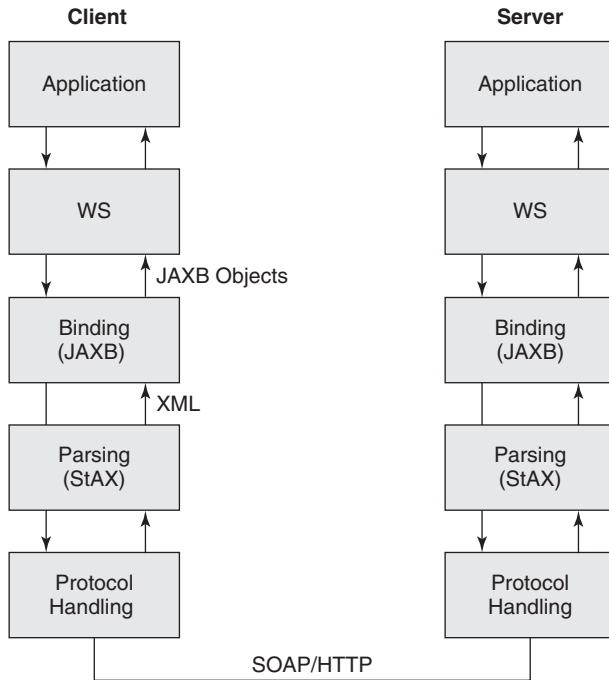 Client
Server
Application
Application
WS
WS
JAXB Objects
Binding
(JAXB)
Binding
(JAXB)
XML
Parsing
(StAX)
Parsing
(StAX)
Protocol
Handling
Protocol
Handling
SOAP/HTTP